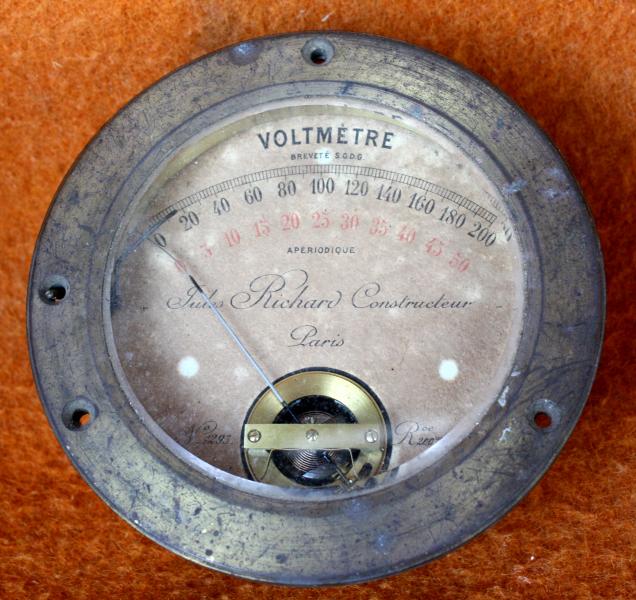 VOLTMÈTRE
BREVETÉ S.G.D.G.
0 20 40 60 80 100 120 140 160 180 200
0 5 10 15 20 25 30 35 40 45 50
APÉRIODIQUE
Jules Richard Constructeur
Paris